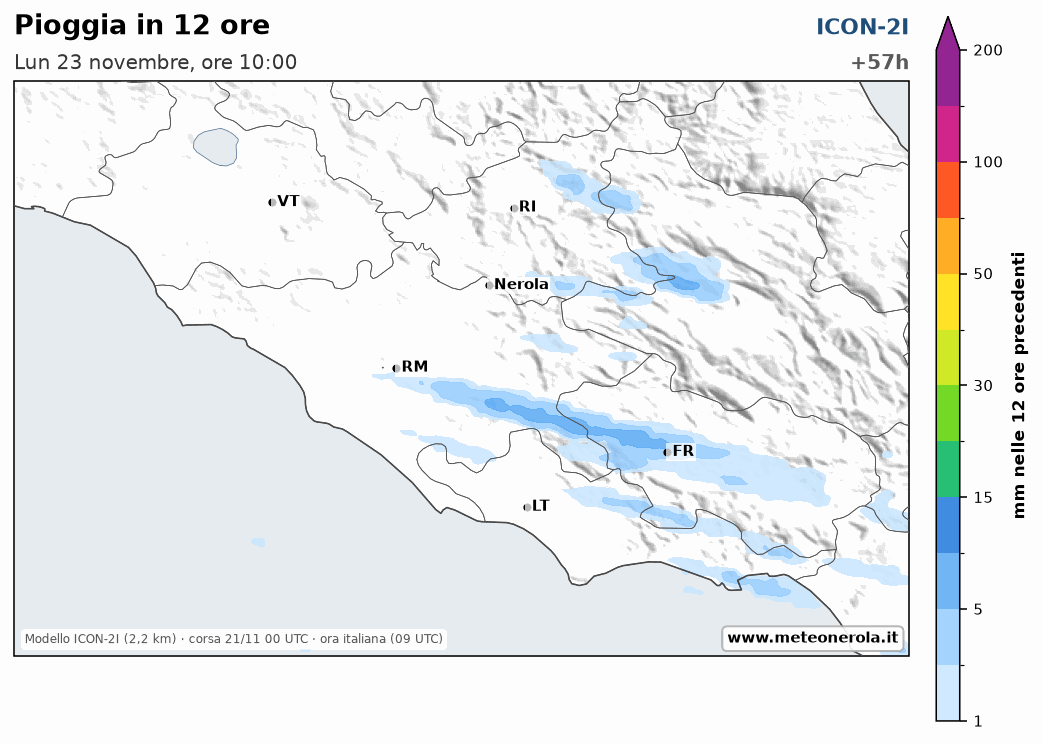 Pioggia in 12 ore
ICON-2I
Lun 23 novembre, ore 10:00
+57h
VT
RI
Nerola
RM
FR
LT
Modello ICON-2I (2,2 km) · corsa 21/11 00 UTC · ora italiana (09 UTC)
www.meteonerola.it
200
100
50
30
15
5
1
mm nelle 12 ore precedenti